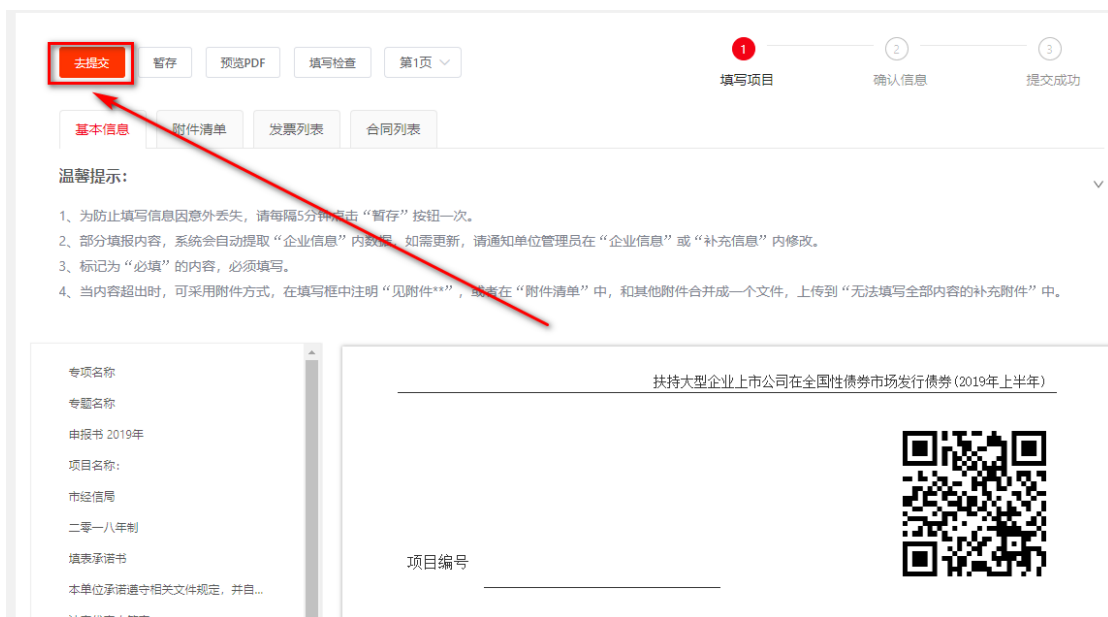 去提交 暂存 预览PDF 填写检查 第1页
1 2 3
填写项目 确认信息 提交成功
基本信息 附件清单 发票列表 合同列表
温馨提示：
1、为防止填写信息因意外丢失，请每隔5分钟点击“暂存”按钮一次。
2、部分填报内容，系统会自动提取“企业信息”内数据，如需更新，请通知单位管理员在“企业信息”或“补充信息”内修改。
3、标记为“必填”的内容，必须填写。
4、当内容超出时，可采用附件方式，在填写框中注明“见附件**”，或者在“附件清单”中，和其他附件合并成一个文件，上传到“无法填写全部内容的补充附件”中。
专项名称
专题名称
申报书 2019年
项目名称：
市经信局
二零一八年制
填表承诺书
本单位承诺遵守相关文件规定，并自...
扶持大型企业上市公司在全国性债券市场发行债券(2019年上半年)
项目编号